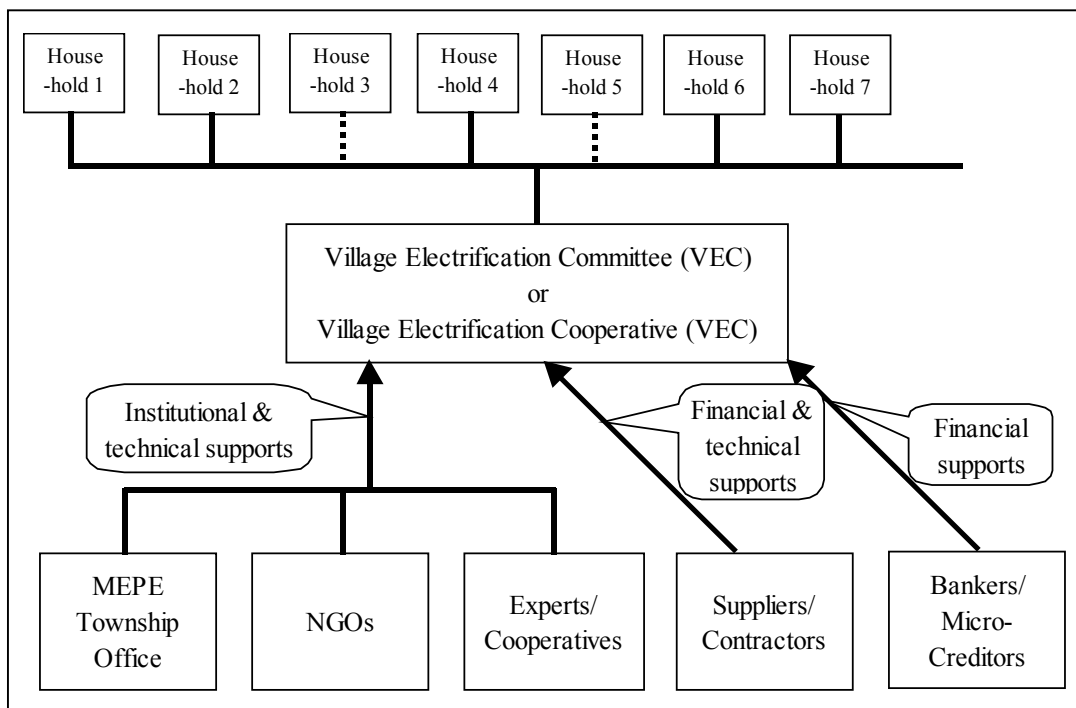 House
-hold 1
House
-hold 2
House
-hold 3
House
-hold 4
House
-hold 5
House
-hold 6
House
-hold 7
Village Electrification Committee (VEC)
or
Village Electrification Cooperative (VEC)
Institutional &
technical supports
Financial &
technical
supports
Financial
supports
MEPE
Township
Office
NGOs
Experts/
Cooperatives
Suppliers/
Contractors
Bankers/
Micro-
Creditors